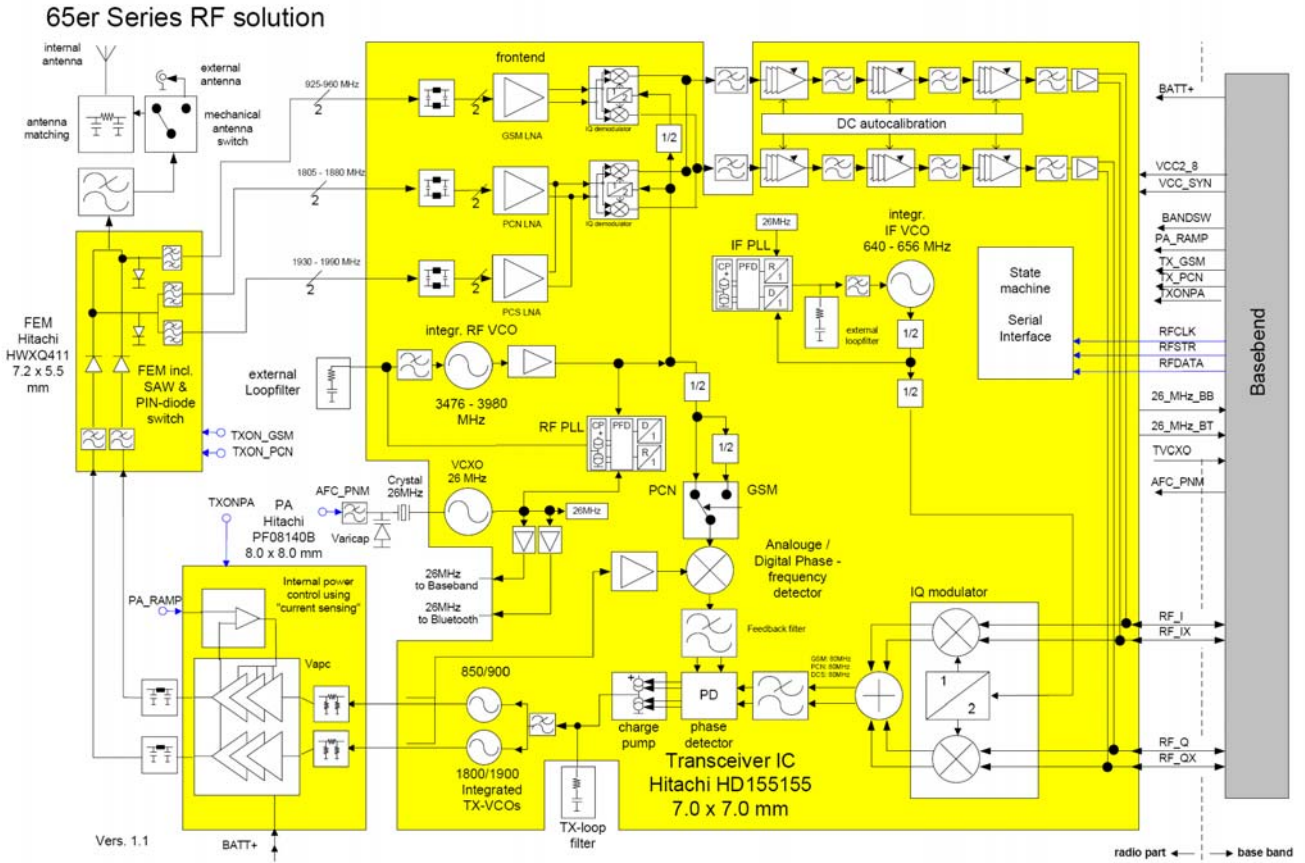 65er Series RF solution
internal
antenna
external
antenna
antenna
matching
mechanical
antenna
switch
925-960 MHz
2
1805 - 1880 MHz
2
1930 - 1990 MHz
2
frontend
2
GSM LNA
2
IQ demodulator
1/2
2
PCN LNA
IQ demodulator
2
PCS LNA
DC autocalibration
26MHz
IF PLL
CP
PFD
R
1
D
1
integr.
IF VCO
640 - 656 MHz
external
loopfilter
1/2
1/2
State
machine
Serial
Interface
BATT+
VCC2_8
VCC_SYN
BANDSW
PA_RAMP
TX_GSM
TX_PCN
TXONPA
RFCLK
RFSTR
RFDATA
26_MHz_BB
26_MHz_BT
TVCXO
AFC_PNM
RF_I
RF_IX
RF_Q
RF_QX
Basebend
FEM
Hitachi
HWXQ411
7.2 x 5.5
mm
FEM incl.
SAW &
PIN-diode
switch
TXON_GSM
TXON_PCN
external
Loopfilter
integr. RF VCO
3476 - 3980
MHz
RF PLL
CP
PFD
D
1
R
1
1/2
1/2
PCN
GSM
VCXO
26 MHz
Crystal
26MHz
AFC_PNM
Varicap
26MHz
26MHz
to Baseband
26MHz
to Bluetooth
TXONPA
PA
Hitachi
PF08140B
8.0 x 8.0 mm
Internal power
control using
"current sensing"
PA_RAMP
Vapc
BATT+
Analouge /
Digital Phase -
frequency
detector
Feedback filter
IQ modulator
1
2
GSM: 80MHz
PCN: 80MHz
DCS: 80MHz
PD
phase
detector
charge
pump
850/900
1800/1900
Integrated
TX-VCOs
TX-loop
filter
Transceiver IC
Hitachi HD155155
7.0 x 7.0 mm
Vers. 1.1
radio part
base band